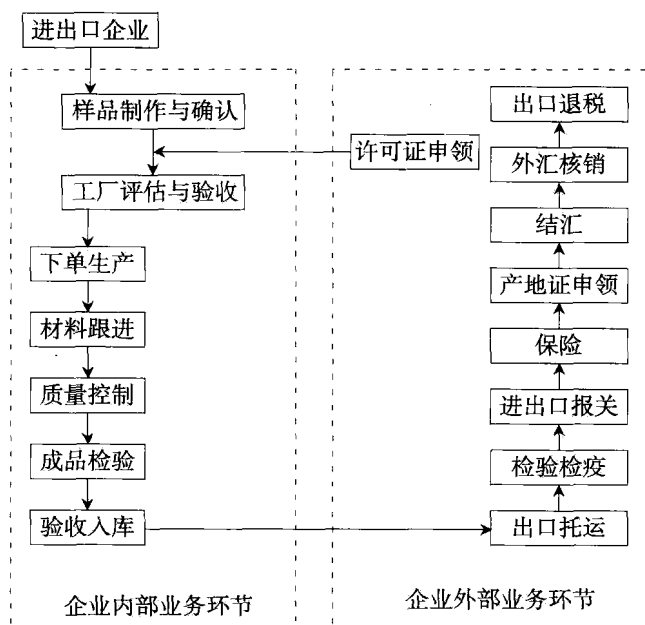 进出口企业
样品制作与确认
许可证申领
工厂评估与验收
下单生产
材料跟进
质量控制
成品检验
验收入库
企业内部业务环节
出口退税
外汇核销
结汇
产地证申领
保险
进出口报关
检验检疫
出口托运
企业外部业务环节